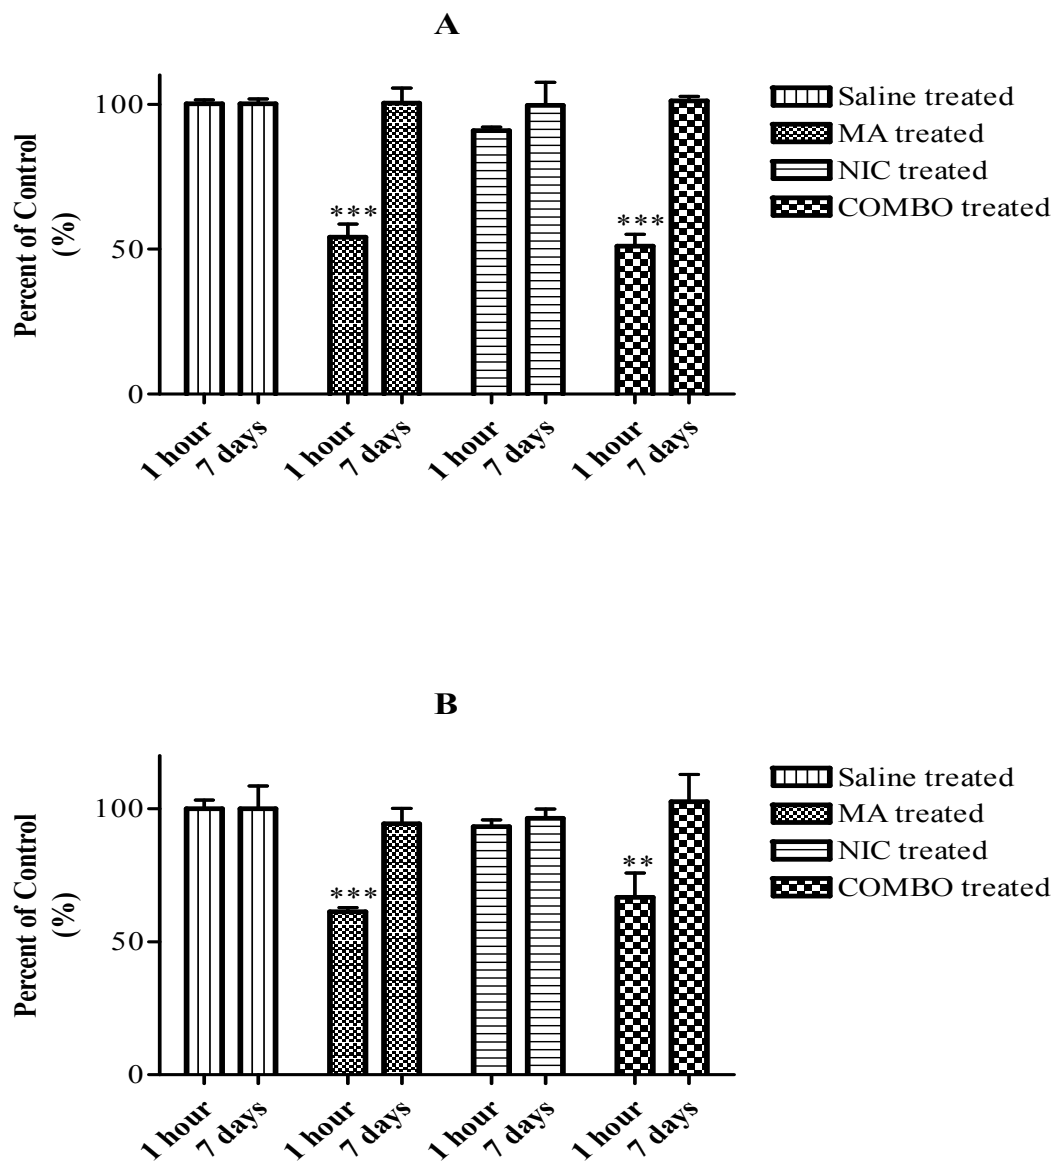 A
100
50
0
Percent of Control
(%)
***
***
1 hour
7 days
1 hour
7 days
1 hour
7 days
1 hour
7 days
Saline treated
MA treated
NIC treated
COMBO treated
B
100
50
0
Percent of Control
(%)
***
**
1 hour
7 days
1 hour
7 days
1 hour
7 days
1 hour
7 days
Saline treated
MA treated
NIC treated
COMBO treated